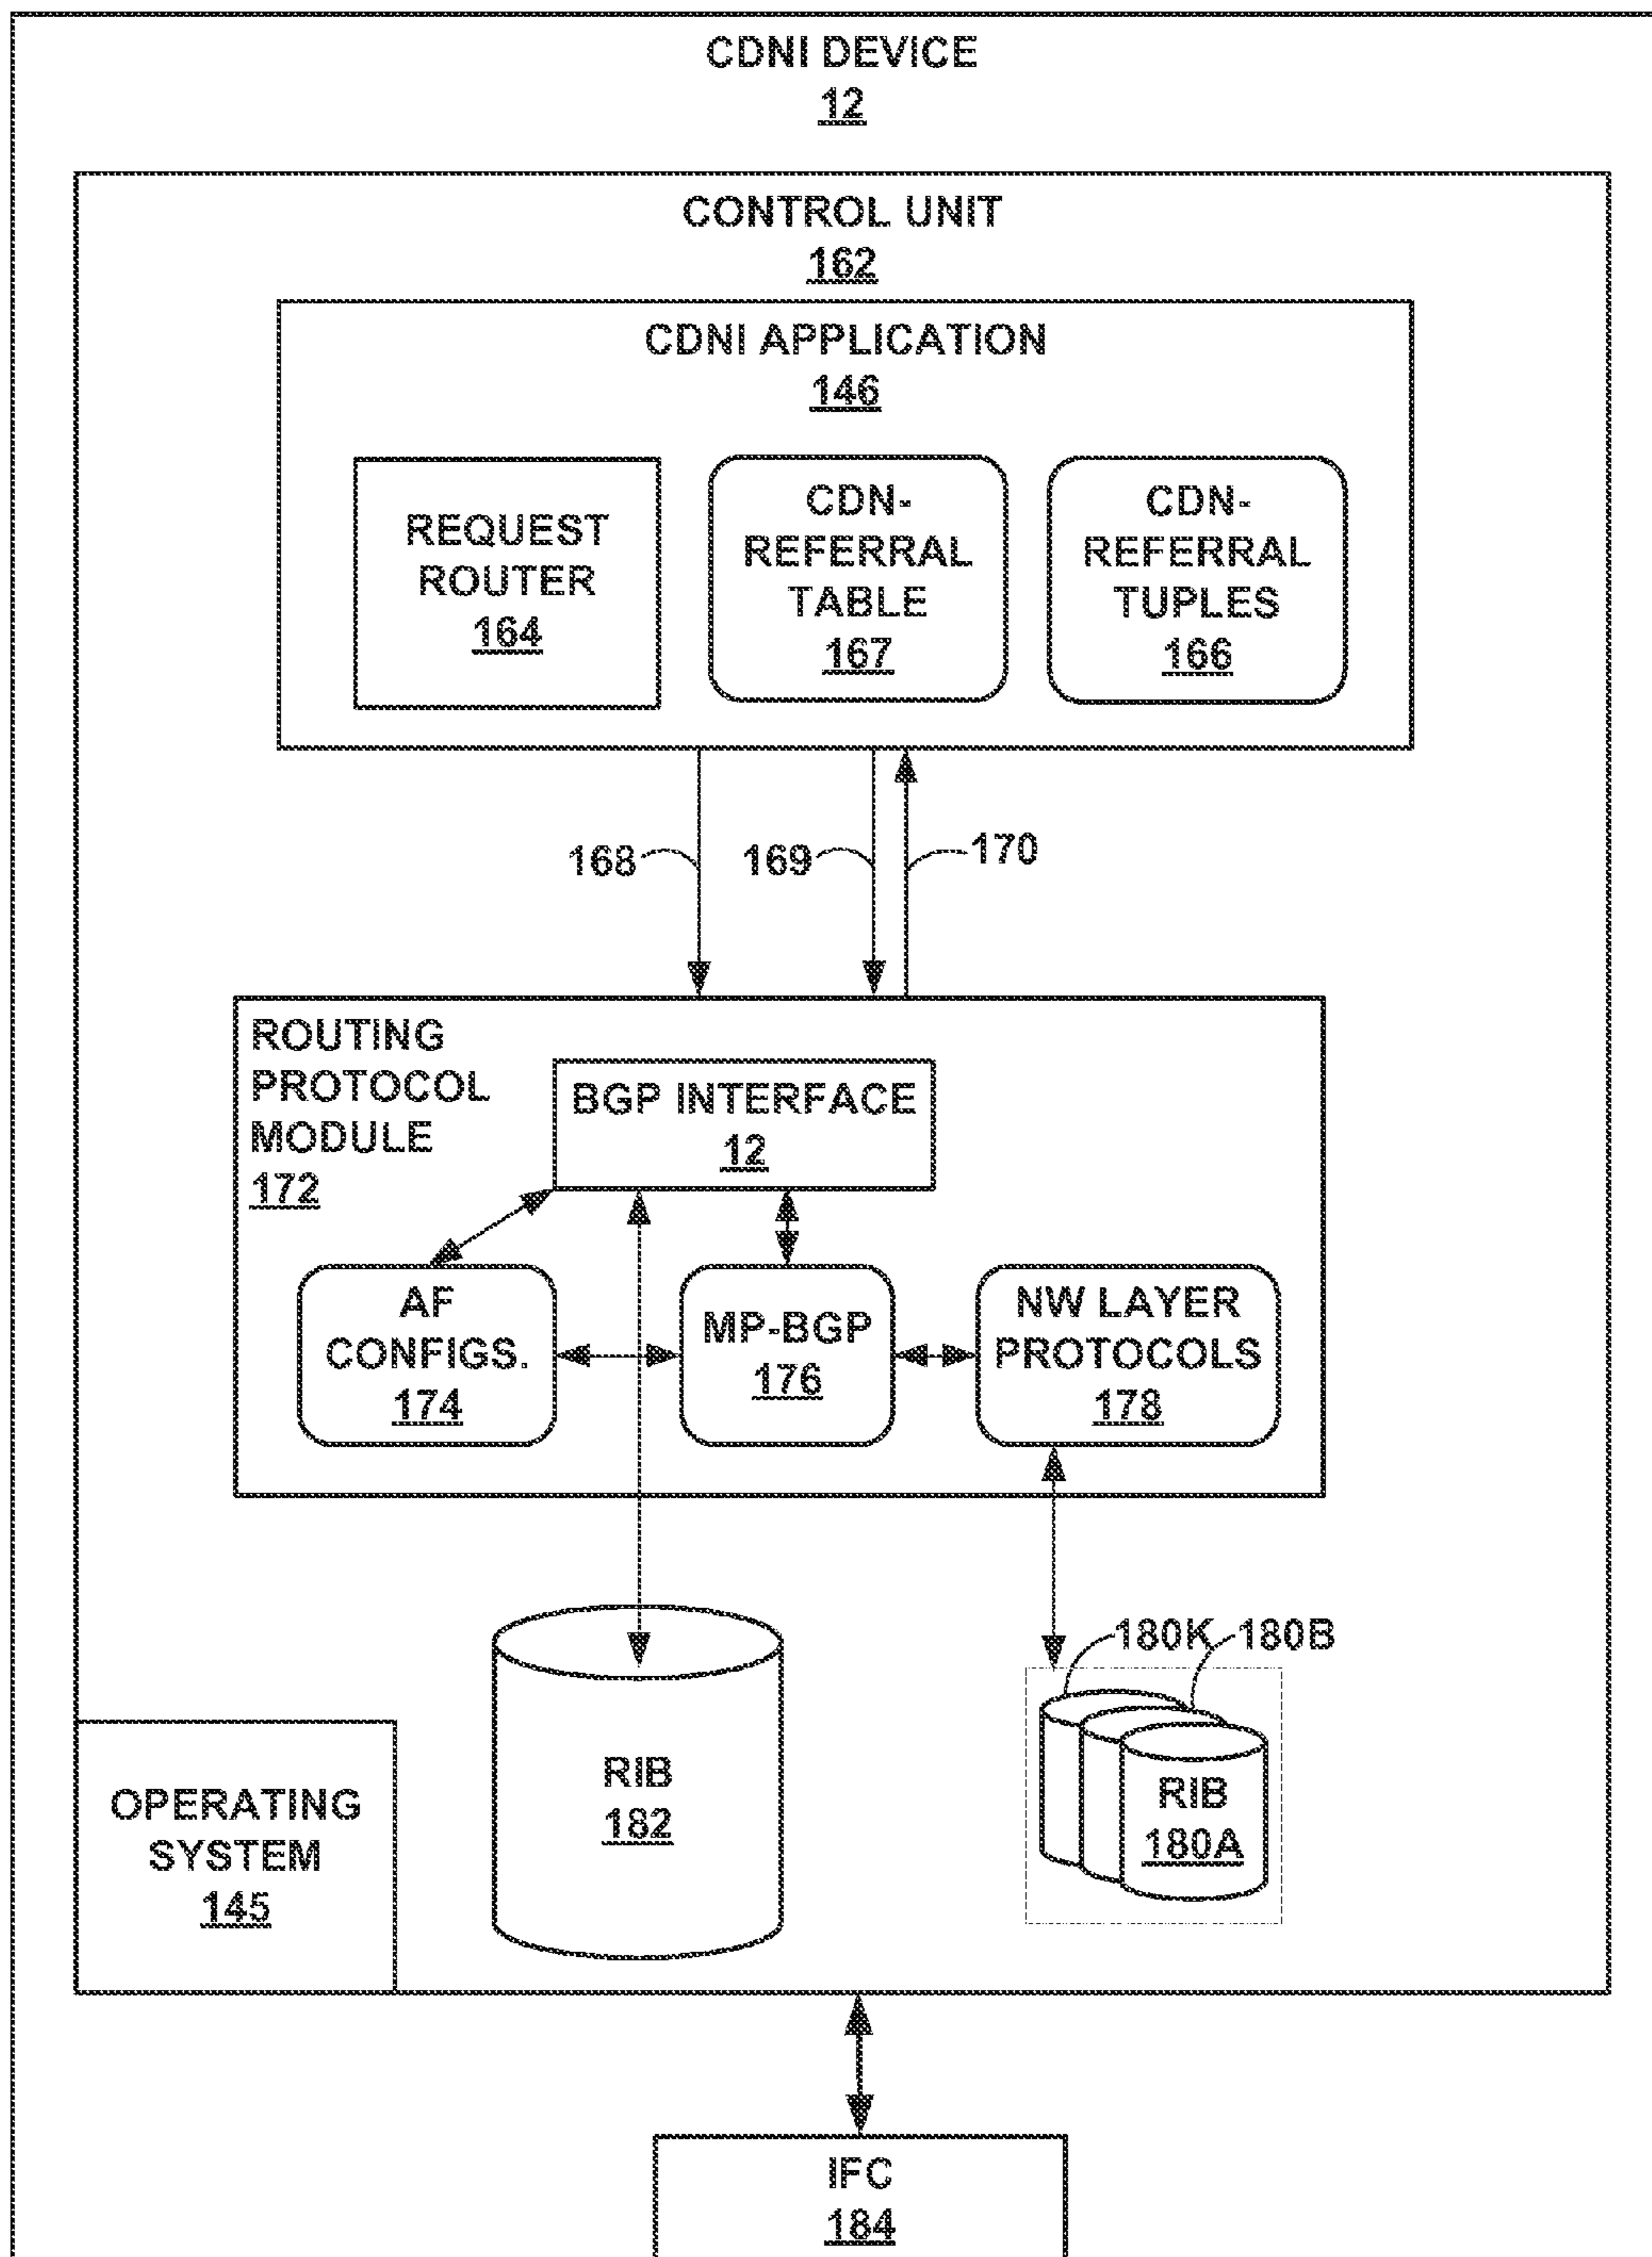 CDNI DEVICE
12
CONTROL UNIT
162
CDNI APPLICATION
146
REQUEST
ROUTER
164
CDN-
REFERRAL
TABLE
167
CDN-
REFERRAL
TUPLES
166
168
169
170
ROUTING
PROTOCOL
MODULE
172
BGP INTERFACE
12
AF
CONFIGS.
174
MP-BGP
176
NW LAYER
PROTOCOLS
178
180K
180B
RIB
182
RIB
180A
OPERATING
SYSTEM
145
IFC
184